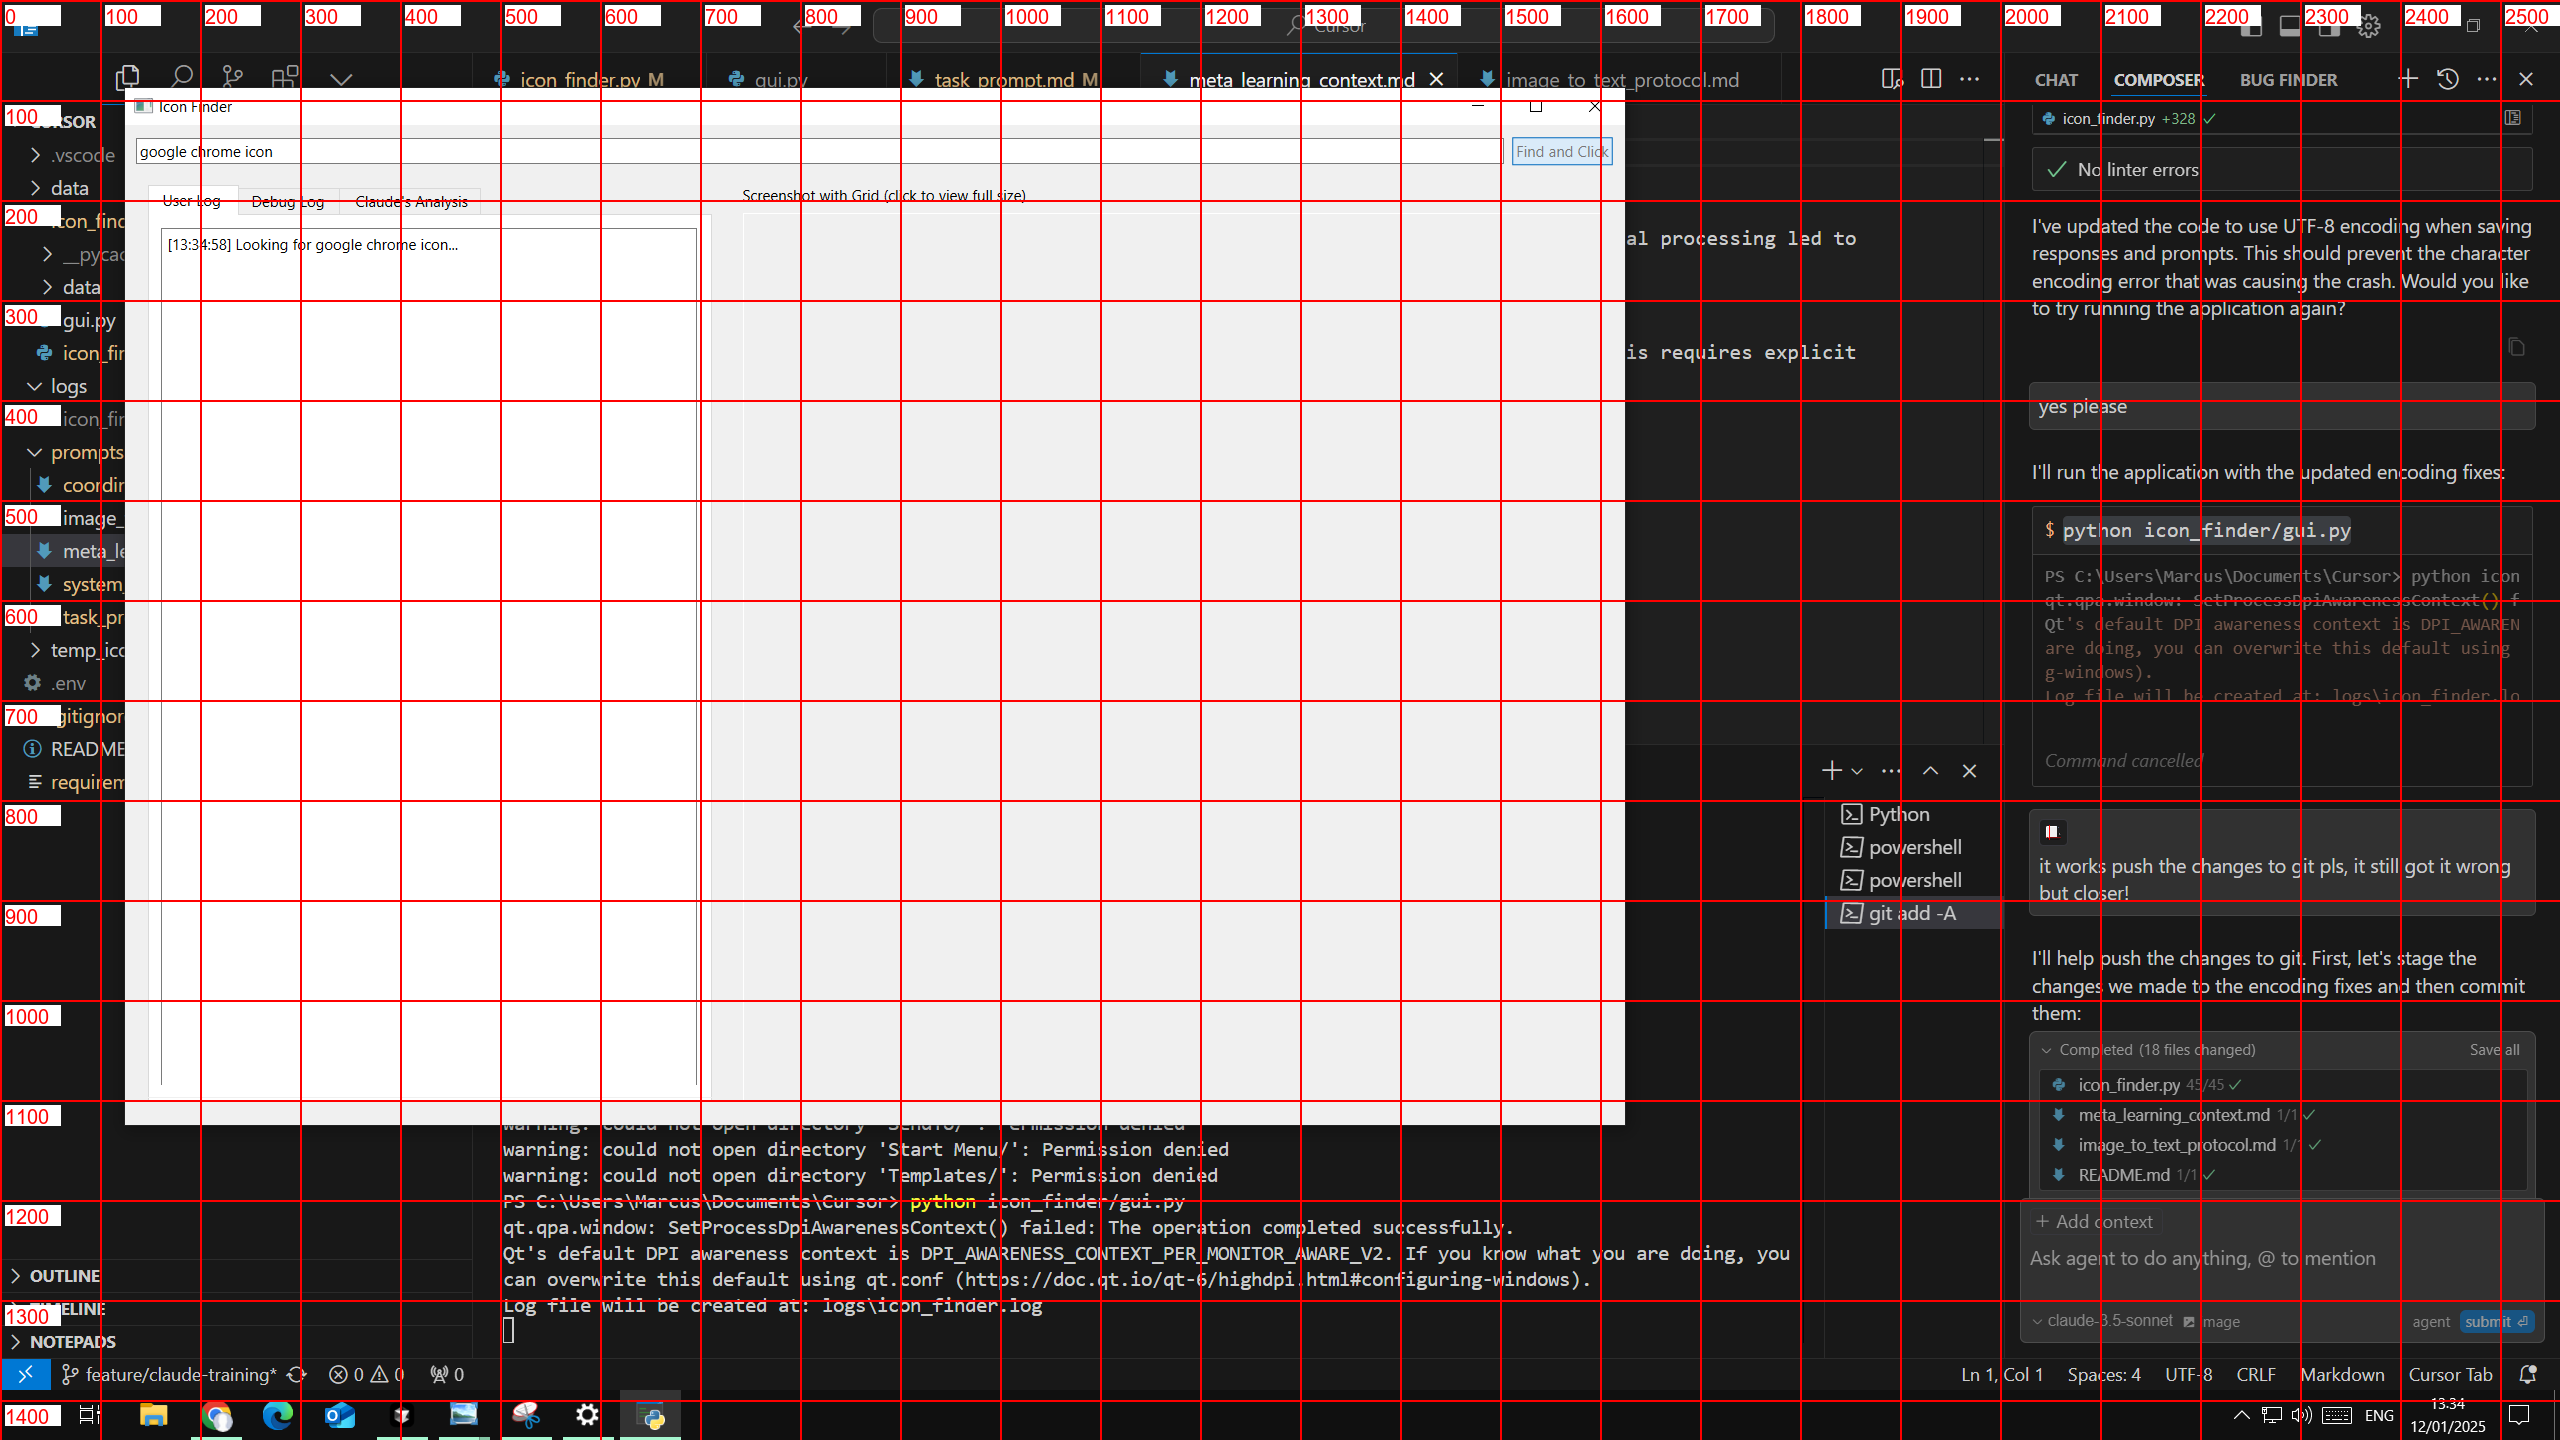 0 100 200 300 400 500 600 700 800 900 1000 1100 1200 1300 1400 1500 1600 1700 1800 1900 2000 2100 2200 2300 2400 2500
Cursor
icon_finder.py M
gui.py
task_prompt.md M
meta_learning_context.md
image_to_text_protocol.md
CHAT
COMPOSER
BUG FINDER
100
CURSOR
.vscode
data
200
icon_find
__pycac
data
300
gui.py
icon_fir
logs
400
icon_fir
prompts
coordin
500
image_
meta_le
system_
600
task_pr
temp_ico
.env
700
gitignor
README
requirem
800
900
1000
1100
1200
OUTLINE
1300
TIMELINE
NOTEPADS
1400
Icon Finder
google chrome icon
Find and Click
User Log
Debug Log
Claude's Analysis
Screenshot with Grid (click to view full size)
[13:34:58] Looking for google chrome icon...
al processing led to
is requires explicit
Python
powershell
powershell
git add -A
warning: could not open directory 'Start Menu/': Permission denied
warning: could not open directory 'Templates/': Permission denied
PS C:\Users\Marcus\Documents\Cursor> python icon_finder/gui.py
qt.qpa.window: SetProcessDpiAwarenessContext() failed: The operation completed successfully.
Qt's default DPI awareness context is DPI_AWARENESS_CONTEXT_PER_MONITOR_AWARE_V2. If you know what you are doing, you
can overwrite this default using qt.conf (https://doc.qt.io/qt-6/highdpi.html#configuring-windows).
Log file will be created at: logs\icon_finder.log
icon_finder.py +328
No linter errors
I've updated the code to use UTF-8 encoding when saving
responses and prompts. This should prevent the character
encoding error that was causing the crash. Would you like
to try running the application again?
yes please
I'll run the application with the updated encoding fixes:
$ python icon_finder/gui.py
PS C:\Users\Marcus\Documents\Cursor> python icon
qt.qpa.window: SetProcessDpiAwarenessContext() f
Qt's default DPI awareness context is DPI_AWAREN
are doing, you can overwrite this default using
g-windows).
Log file will be created at: logs\icon_finder.lo
Command cancelled
it works push the changes to git pls, it still got it wrong
but closer!
I'll help push the changes to git. First, let's stage the
changes we made to the encoding fixes and then commit
them:
Completed (18 files changed)
Save all
icon_finder.py 45/45
meta_learning_context.md 1/1
image_to_text_protocol.md 1/1
README.md 1/1
+ Add context
Ask agent to do anything, @ to mention
claude-3.5-sonnet
image
agent
submit
feature/claude-training*
0
0
0
Ln 1, Col 1
Spaces: 4
UTF-8
CRLF
Markdown
Cursor Tab
ENG
13:34
12/01/2025